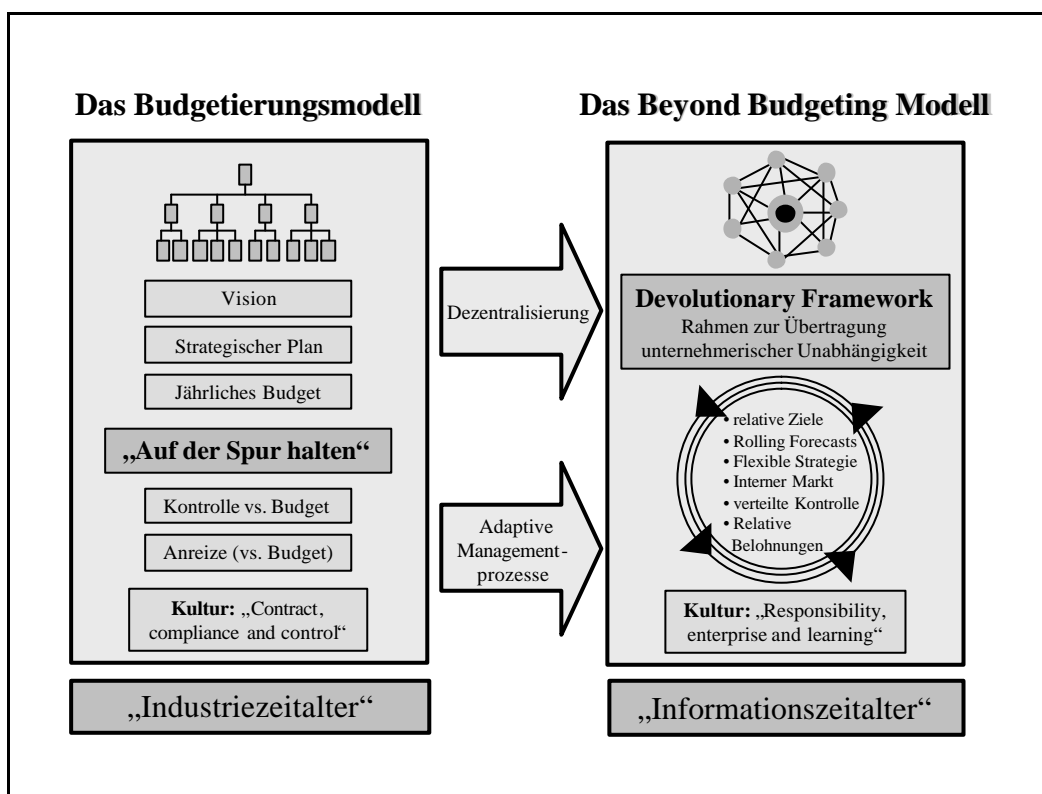 Das Budgetierungsmodell
Vision
Strategischer Plan
Jährliches Budget
„Auf der Spur halten“
Kontrolle vs. Budget
Anreize (vs. Budget)
Kultur: „Contract,
compliance and control“
„Industriezeitalter“
Dezentralisierung
Adaptive
Management-
prozesse
Das Beyond Budgeting Modell
Devolutionary Framework
Rahmen zur Übertragung
unternehmerischer Unabhängigkeit
• relative Ziele
• Rolling Forecasts
• Flexible Strategie
• Interner Markt
• verteilte Kontrolle
• Relative
Belohnungen
Kultur: „Responsibility,
enterprise and learning“
„Informationszeitalter“